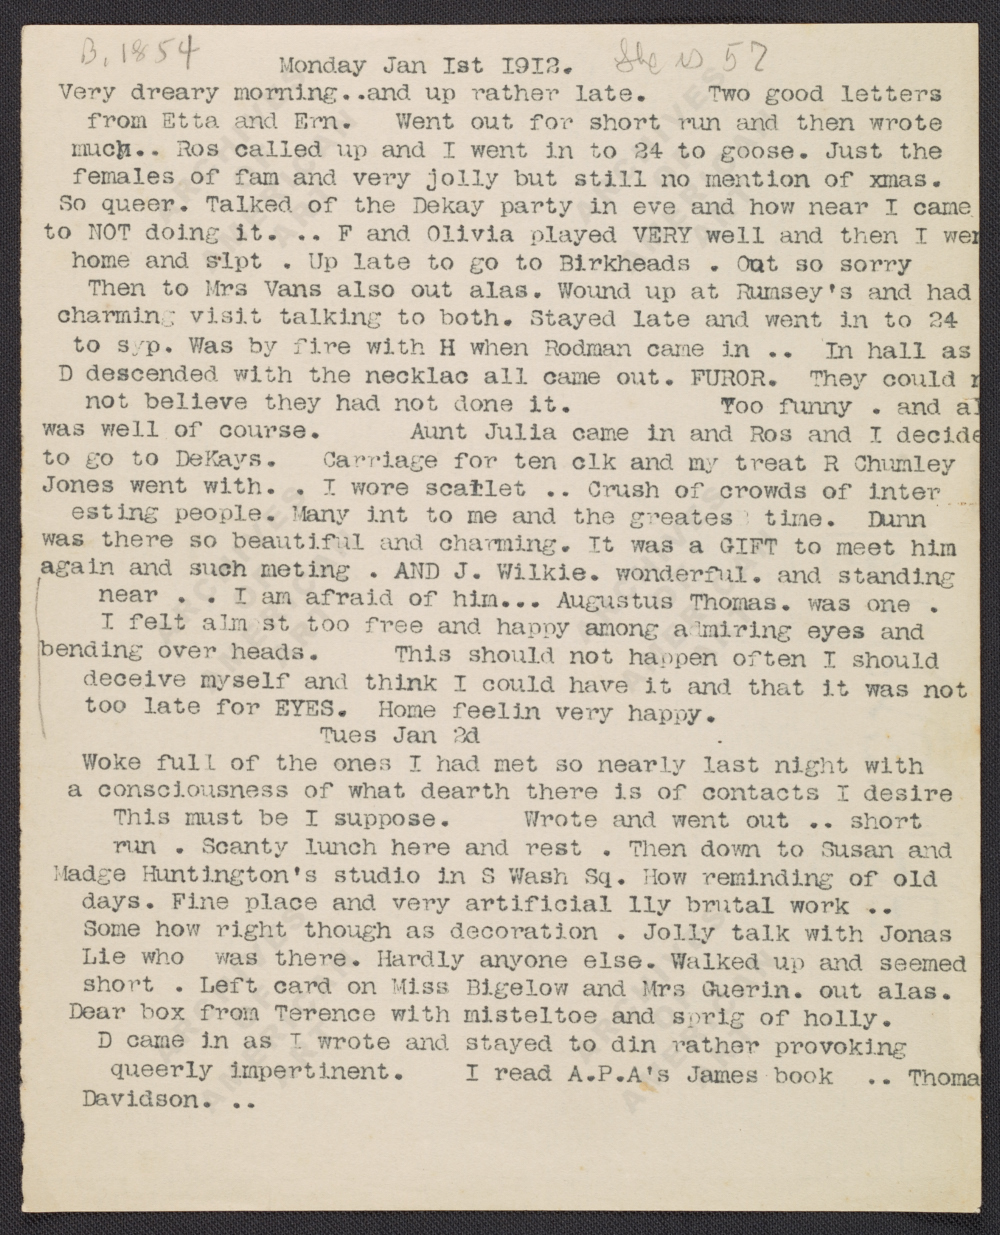 B. 1854
She is 57
Monday Jan Ist I9I2.
Very dreary morning..and up rather late. Two good letters
from Etta and Ern. Went out for short run and then wrote
much.. Ros called up and I went in to 24 to goose. Just the
females of fam and very jolly but still no mention of xmas.
So queer. Talked of the Dekay party in eve and how near I came
to NOT doing it. .. F and Olivia played VERY well and then I wen
home and slpt . Up late to go to Birkheads . Out so sorry
Then to Mrs Vans also out alas. Wound up at Rumsey's and had
charming visit talking to both. Stayed late and went in to 24
to syp. Was by fire with H when Rodman came in .. In hall as
D descended with the necklac all came out. FUROR. They could r
not believe they had not done it. Too funny . and al
was well of course. Aunt Julia came in and Ros and I decide
to go to DeKays. Carriage for ten clk and my treat R Chumley
Jones went with. . I wore scarlet .. Crush of crowds of inter
esting people. Many int to me and the greates time. Dunn
was there so beautiful and charming. It was a GIFT to meet him
again and such meting . AND J. Wilkie. wonderful. and standing
near . . I am afraid of him... Augustus Thomas. was one .
I felt alm st too free and happy among admiring eyes and
bending over heads. This should not happen often I should
deceive myself and think I could have it and that it was not
too late for EYES. Home feelin very happy.
Tues Jan 2d
Woke full of the ones I had met so nearly last night with
a consciousness of what dearth there is of contacts I desire
This must be I suppose. Wrote and went out .. short
run . Scanty lunch here and rest . Then down to Susan and
Madge Huntington's studio in S Wash Sq. How reminding of old
days. Fine place and very artificial lly brutal work ..
Some how right though as decoration . Jolly talk with Jonas
Lie who was there. Hardly anyone else. Walked up and seemed
short . Left card on Miss Bigelow and Mrs Guerin. out alas.
Dear box from Terence with misteltoe and sprig of holly.
D came in as I wrote and stayed to din rather provoking
queerly impertinent. I read A.P.A's James book .. Thoma
Davidson. ..